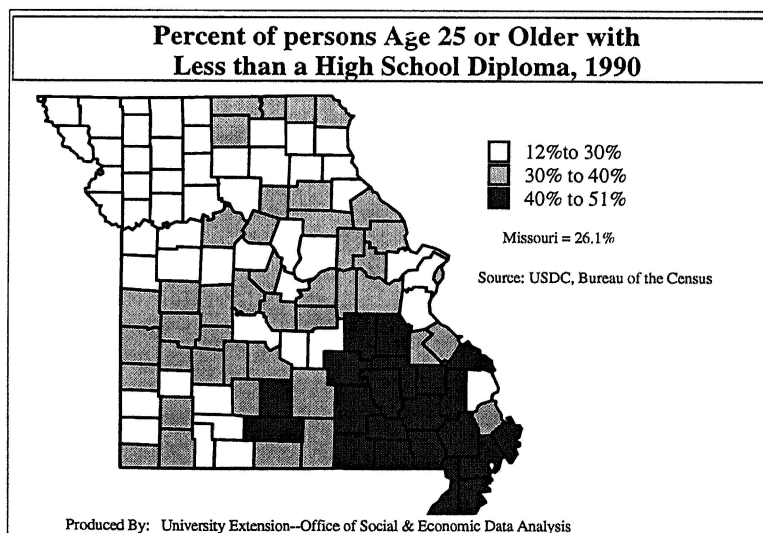 Percent of persons Age 25 or Older with
Less than a High School Diploma, 1990
12%to 30%
30% to 40%
40% to 51%
Missouri = 26.1%
Source: USDC, Bureau of the Census
Produced By: University Extension--Office of Social & Economic Data Analysis